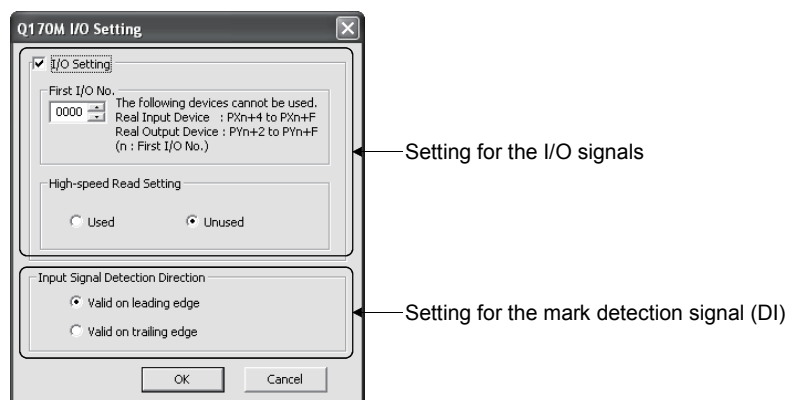 Q170M I/O Setting
I/O Setting
First I/O No.
0000
The following devices cannot be used.
Real Input Device : PXn+4 to PXn+F
Real Output Device : PYn+2 to PYn+F
(n : First I/O No.)
Setting for the I/O signals
High-speed Read Setting
Used Unused
Input Signal Detection Direction
Valid on leading edge
Setting for the mark detection signal (DI)
Valid on trailing edge
OK Cancel